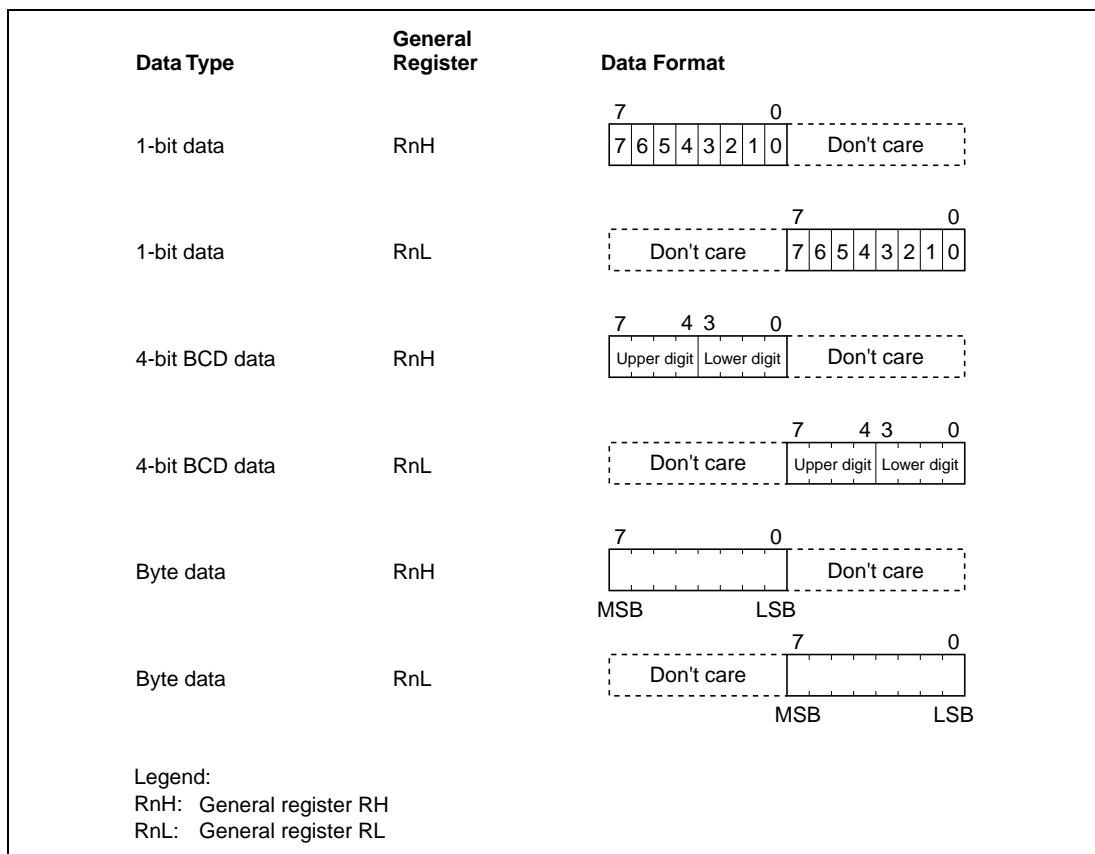 Data Type General Register Data Format
7 0
1-bit data RnH 7 6 5 4 3 2 1 0 Don't care
7 0
1-bit data RnL Don't care 7 6 5 4 3 2 1 0
7 4 3 0
4-bit BCD data RnH Upper digit Lower digit Don't care
7 4 3 0
4-bit BCD data RnL Don't care Upper digit Lower digit
7 0
Byte data RnH Don't care
MSB LSB
7 0
Byte data RnL Don't care
MSB LSB
Legend:
RnH: General register RH
RnL: General register RL